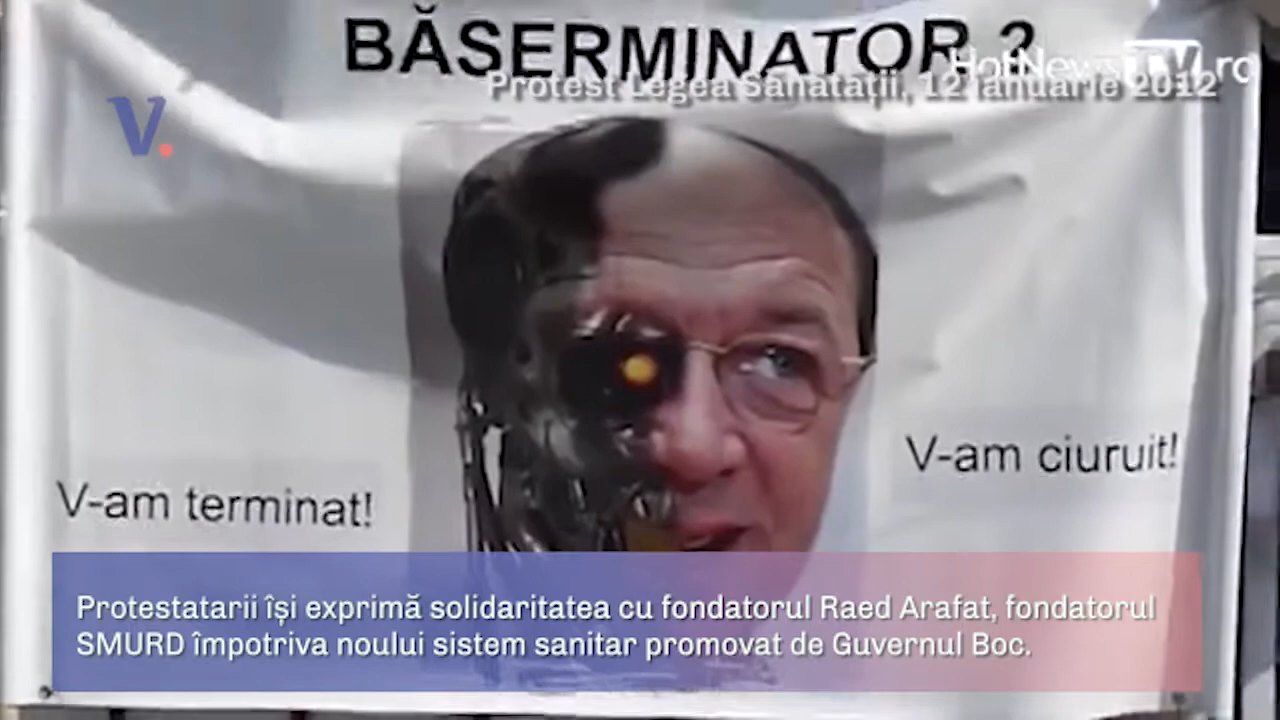 BĂSERMINATOR 2
HotNewsTV.ro
Protest Legea Sănătații, 12 ianuarie 2012
V.
V-am ciuruit!
V-am terminat!
Protestatarii își exprimă solidaritatea cu fondatorul Raed Arafat, fondatorul
SMURD împotriva noului sistem sanitar promovat de Guvernul Boc.